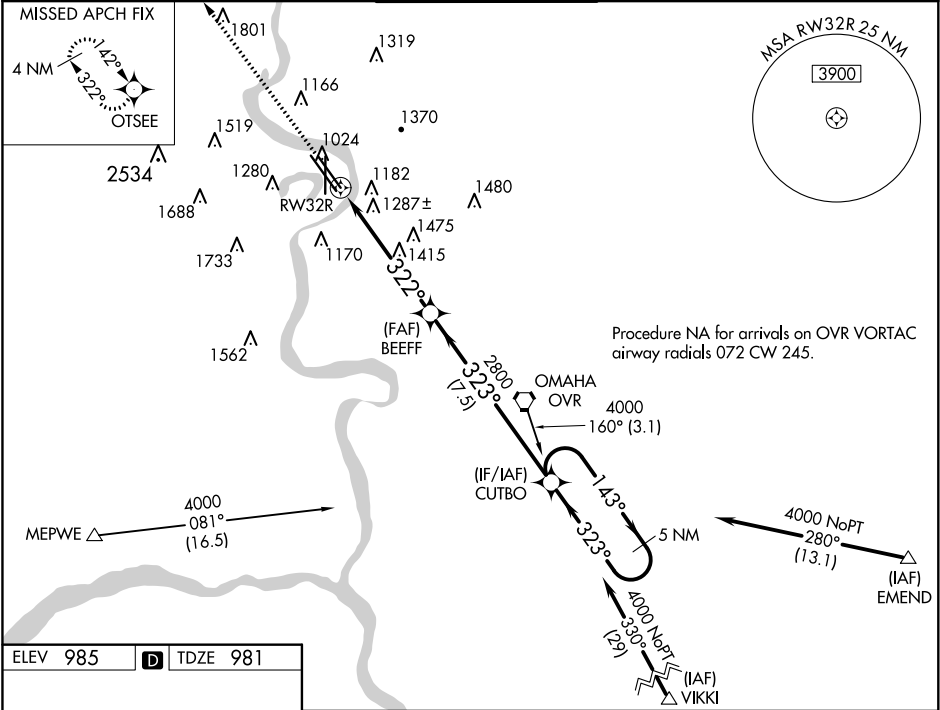 MISSED APCH FIX
4 NM
142°
322°
OTSEE
1801
1319
1166
1370
1519
1024
2534
1280
1182
1688
RW32R
1287±
1480
1475
1733
1170
1415
1562
MSA RW32R 25 NM
3900
322°
(FAF)
BEEFF
Procedure NA for arrivals on OVR VORTAC
airway radials 072 CW 245.
2800
323°
(7.5)
OMAHA
OVR
4000
160° (3.1)
(IF/IAF)
CUTBO
143°
323°
5 NM
MEPWE
4000
081°
(16.5)
4000 NoPT
280°
(13.1)
(IAF)
EMEND
4000 NoPT
330°
(29)
(IAF)
VIKKI
ELEV 985 D TDZE 981